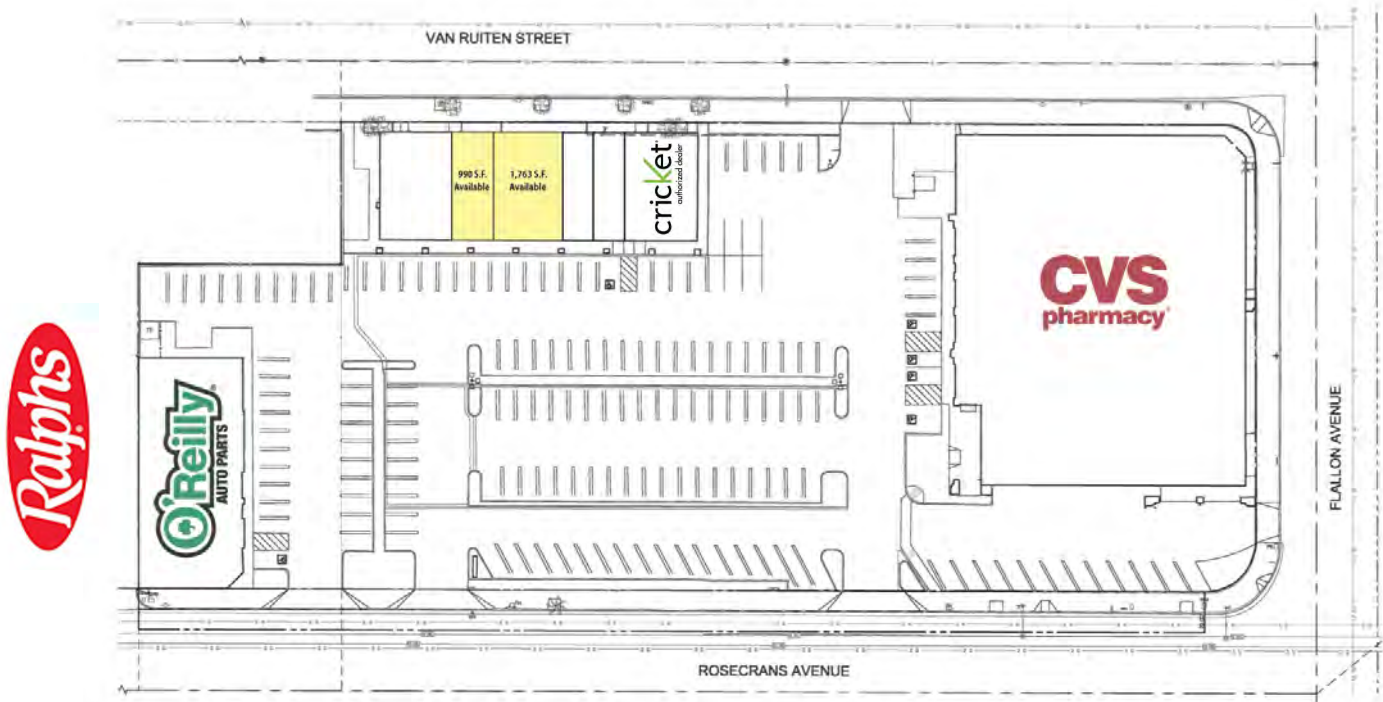 VAN RUITEN STREET
990 S.F.
Available
1,763 S.F.
Available
cricket
authorized dealer
CVS
pharmacy
Ralphs
O'Reilly
AUTO PARTS
FLALLON AVENUE
ROSECRANS AVENUE